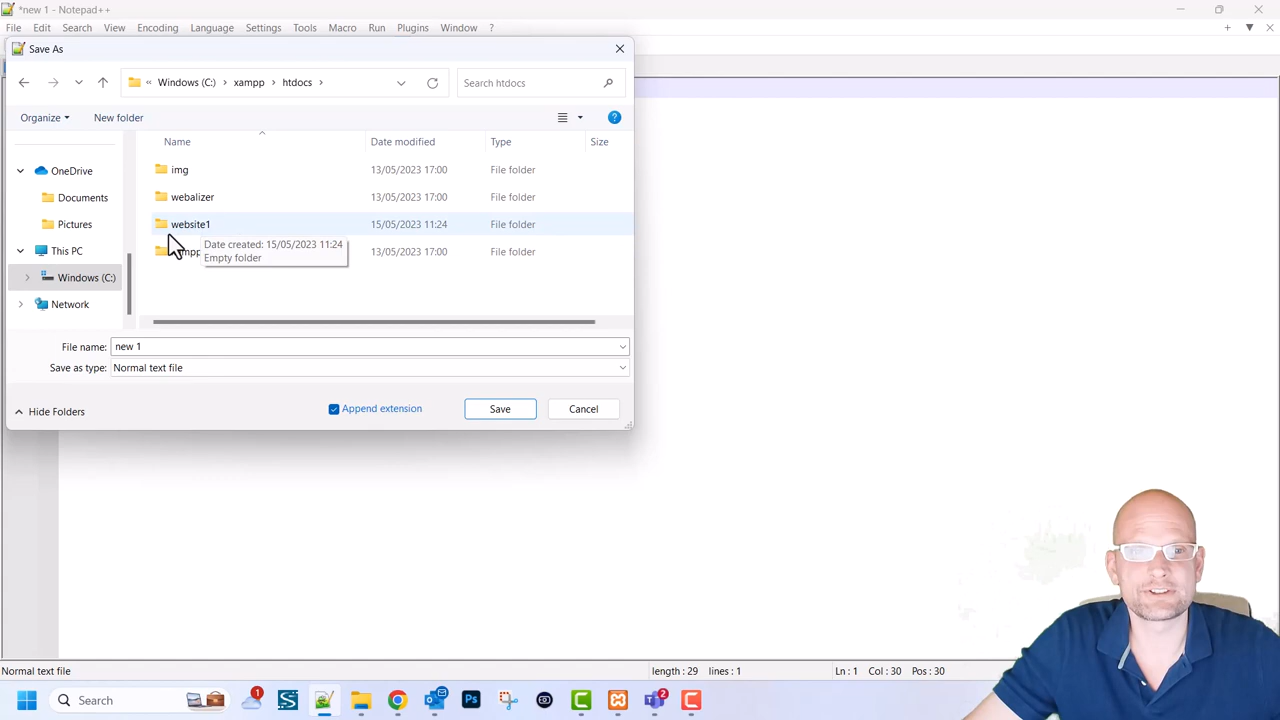 *new 1 - Notepad++
File Edit Search View Encoding Language Settings Tools Macro Run Plugins Window ?
Save As
« Windows (C:) > xampp > htdocs >
Search htdocs
Organize
New folder
Name Date modified Type Size
OneDrive
Documents
Pictures
This PC
Windows (C:)
Network
img 13/05/2023 17:00 File folder
webalizer 13/05/2023 17:00 File folder
website1 15/05/2023 11:24 File folder
13/05/2023 17:00 File folder
Date created: 15/05/2023 11:24
Empty folder
File name: new 1
Save as type: Normal text file
Hide Folders
Append extension
Save
Cancel
Normal text file length : 29 lines : 1 Ln : 1 Col : 30 Pos : 30
Search
1
2